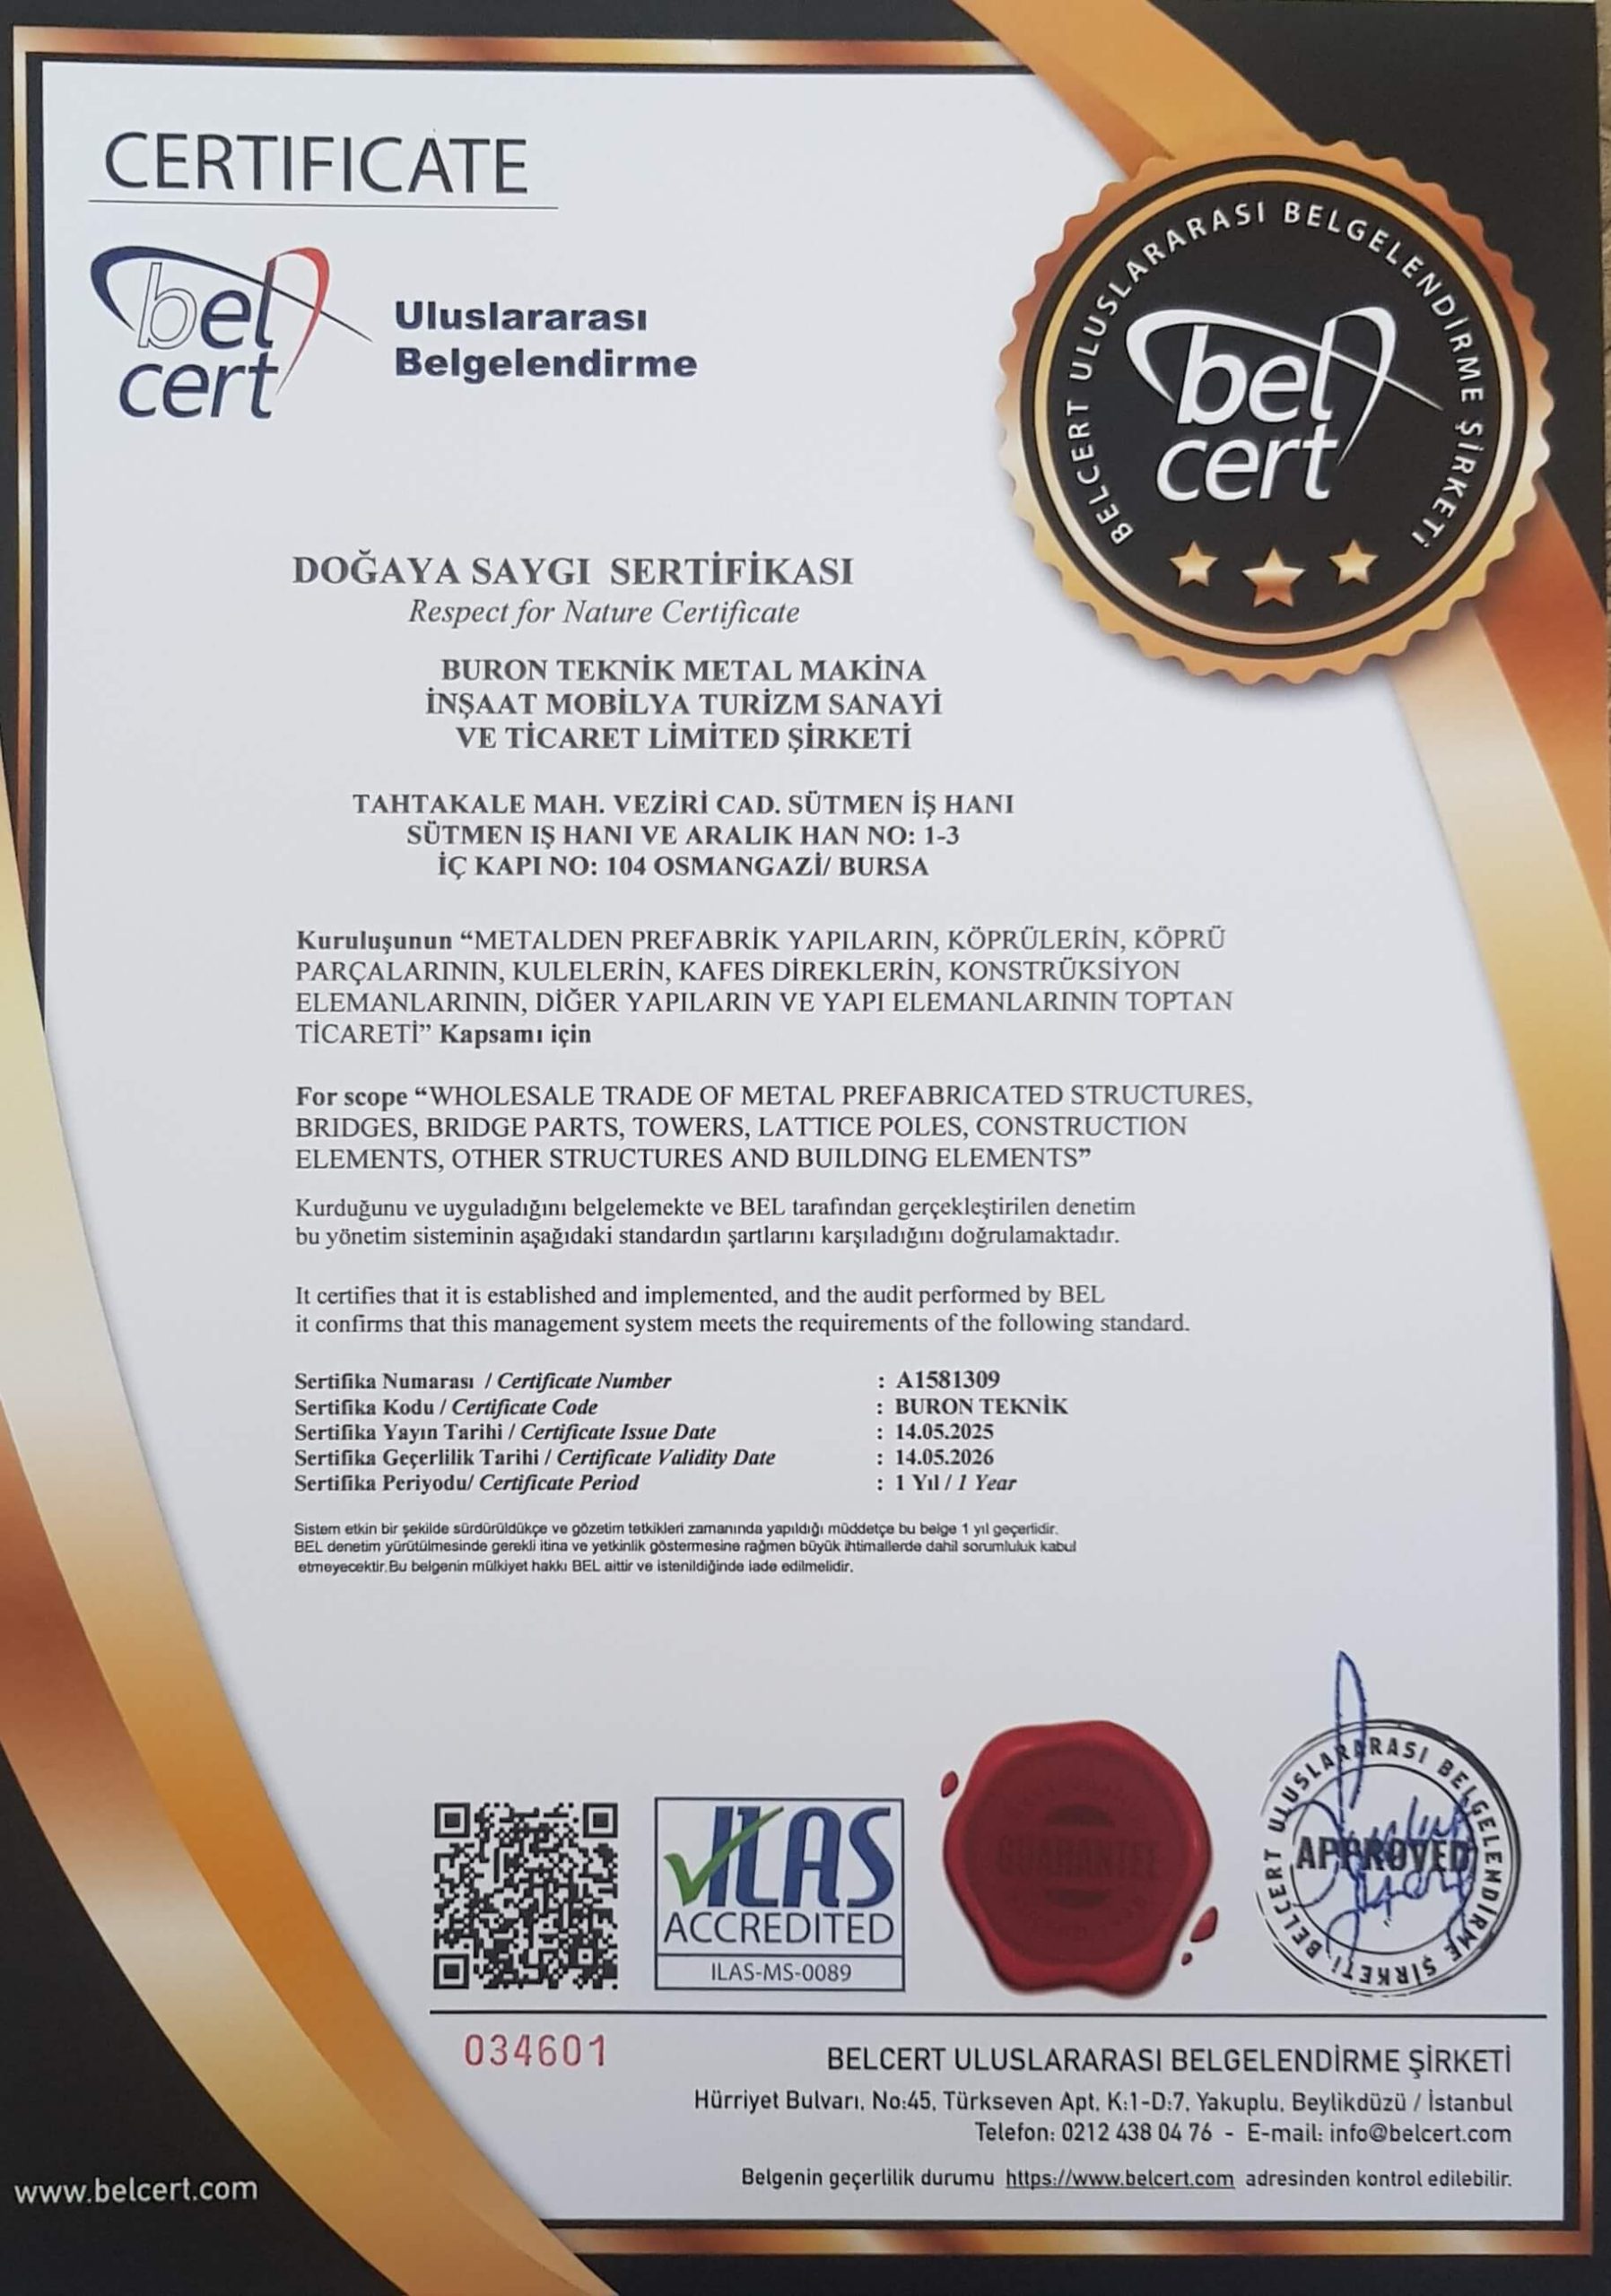 CERTIFICATE
bel
cert
Uluslararası
Belgelendirme
BELCERT ULUSLARARASI BELGELENDİRME ŞİRKETİ
bel
cert
DOĞAYA SAYGI SERTİFİKASI
Respect for Nature Certificate
BURON TEKNİK METAL MAKİNA
İNŞAAT MOBİLYA TURİZM SANAYİ
VE TİCARET LİMİTED ŞİRKETİ
TAHTAKALE MAH. VEZİRİ CAD. SÜTMEN İŞ HANI
SÜTMEN IŞ HANI VE ARALIK HAN NO: 1-3
İÇ KAPI NO: 104 OSMANGAZİ/ BURSA
Kuruluşunun “METALDEN PREFABRİK YAPILARIN, KÖPRÜLERİN, KÖPRÜ
PARÇALARININ, KULELERİN, KAFES DİREKLERİN, KONSTRÜKSİYON
ELEMANLARININ, DİĞER YAPILARIN VE YAPI ELEMANLARININ TOPTAN
TİCARETİ” Kapsamı için
For scope “WHOLESALE TRADE OF METAL PREFABRICATED STRUCTURES,
BRIDGES, BRIDGE PARTS, TOWERS, LATTICE POLES, CONSTRUCTION
ELEMENTS, OTHER STRUCTURES AND BUILDING ELEMENTS”
Kurduğunu ve uyguladığını belgelemekte ve BEL tarafından gerçekleştirilen denetim
bu yönetim sisteminin aşağıdaki standardın şartlarını karşıladığını doğrulamaktadır.
It certifies that it is established and implemented, and the audit performed by BEL
it confirms that this management system meets the requirements of the following standard.
Sertifika Numarası / Certificate Number : A1581309
Sertifika Kodu / Certificate Code : BURON TEKNİK
Sertifika Yayın Tarihi / Certificate Issue Date : 14.05.2025
Sertifika Geçerlilik Tarihi / Certificate Validity Date : 14.05.2026
Sertifika Periyodu/ Certificate Period : 1 Yıl / 1 Year
Sistem etkin bir şekilde sürdürüldükçe ve gözetim tetkikleri zamanında yapıldığı müddetçe bu belge 1 yıl geçerlidir.
BEL denetim yürütülmesinde gerekli itina ve yetkinlik göstermesine rağmen büyük ihtimallerde dahil sorumluluk kabul
etmeyecektir.Bu belgenin mülkiyet hakkı BEL aittir ve istenildiğinde iade edilmelidir.
ILAS
ACCREDITED
ILAS-MS-0089
GUARANTEE
BELCERT ULUSLARARASI BELGELENDİRME ŞİRKETİ
APPROVED
034601
BELCERT ULUSLARARASI BELGELENDİRME ŞİRKETİ
Hürriyet Bulvarı, No:45, Türkseven Apt, K:1-D:7, Yakuplu, Beylikdüzü / İstanbul
Telefon: 0212 438 04 76 - E-mail: info@belcert.com
www.belcert.com
Belgenin geçerlilik durumu https://www.belcert.com adresinden kontrol edilebilir.